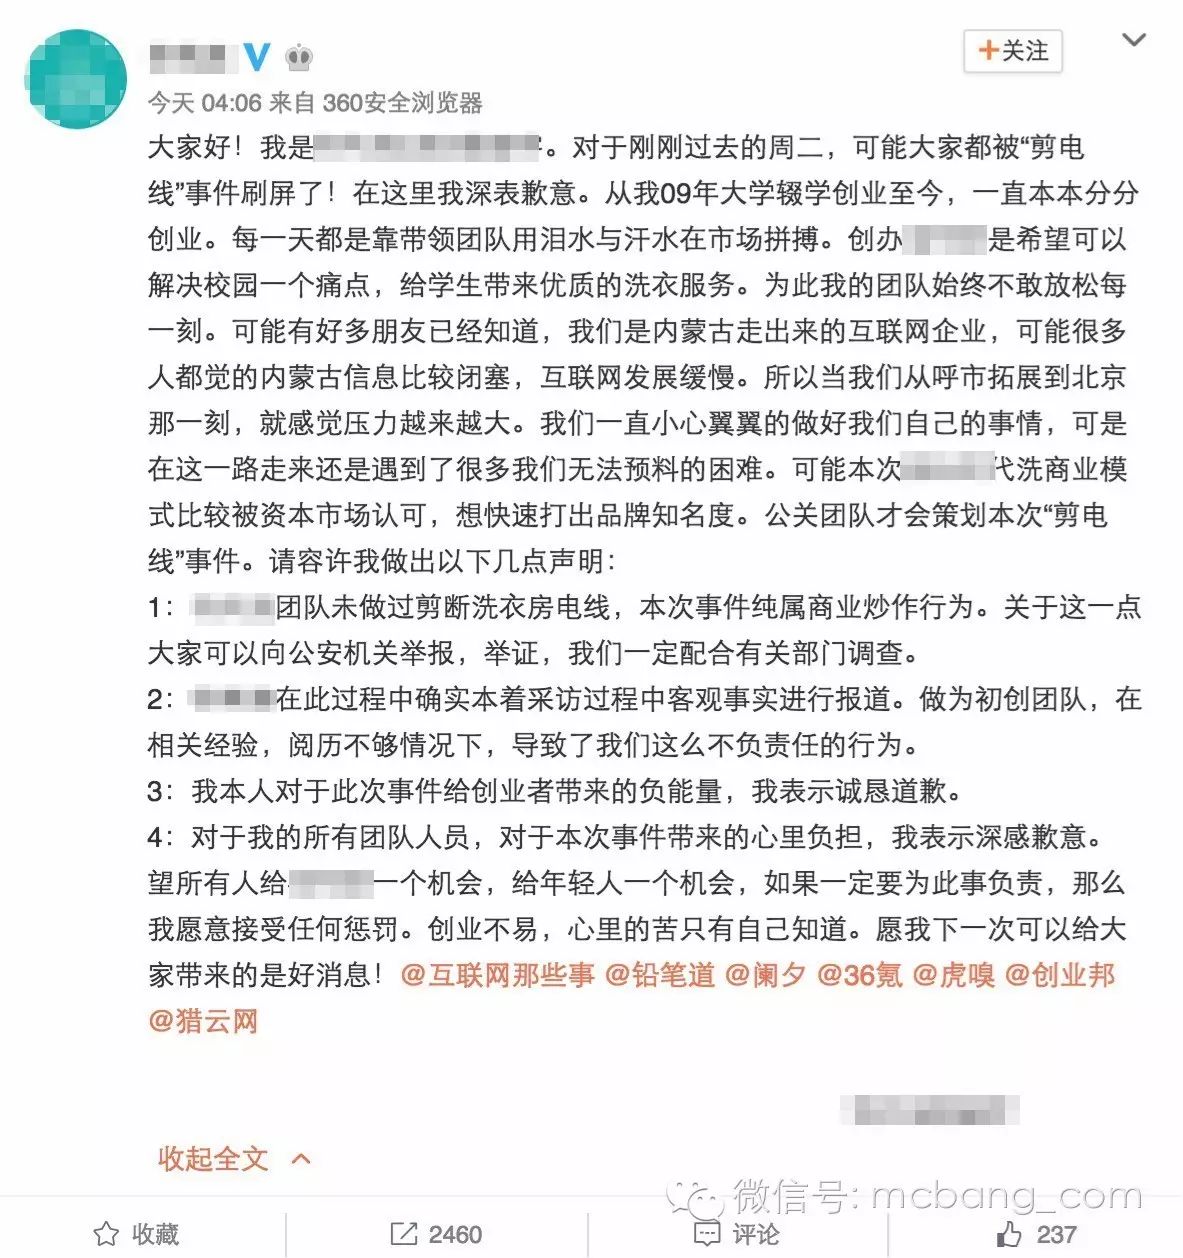 +关注
今天 04:06 来自 360安全浏览器
大家好！我是。对于刚刚过去的周二，可能大家都被“剪电
线”事件刷屏了！在这里我深表歉意。从我09年大学辍学创业至今，一直本本分分
创业。每一天都是靠带领团队用泪水与汗水在市场拼搏。创办是希望可以
解决校园一个痛点，给学生带来优质的洗衣服务。为此我的团队始终不敢放松每
一刻。可能有好多朋友已经知道，我们是内蒙古走出来的互联网企业，可能很多
人都觉的内蒙古信息比较闭塞，互联网发展缓慢。所以当我们从呼市拓展到北京
那一刻，就感觉压力越来越大。我们一直小心翼翼的做好我们自己的事情，可是
在这一路走来还是遇到了很多我们无法预料的困难。可能本次代洗商业模
式比较被资本市场认可，想快速打出品牌知名度。公关团队才会策划本次“剪电
线”事件。请容许我做出以下几点声明：
1：团队未做过剪断洗衣房电线，本次事件纯属商业炒作行为。关于这一点
大家可以向公安机关举报，举证，我们一定配合有关部门调查。
2：在此过程中确实本着采访过程中客观事实进行报道。做为初创团队，在
相关经验，阅历不够情况下，导致了我们这么不负责任的行为。
3：我本人对于此次事件给创业者带来的负能量，我表示诚恳道歉。
4：对于我的所有团队人员，对于本次事件带来的心里负担，我表示深感歉意。
望所有人给一个机会，给年轻人一个机会，如果一定要为此事负责，那么
我愿意接受任何惩罚。创业不易，心里的苦只有自己知道。愿我下一次可以给大
家带来的是好消息！@互联网那些事 @铅笔道 @阑夕 @36氪 @虎嗅 @创业邦
@猎云网
收起全文
微信号: mcbang_com
收藏 2460 评论 237